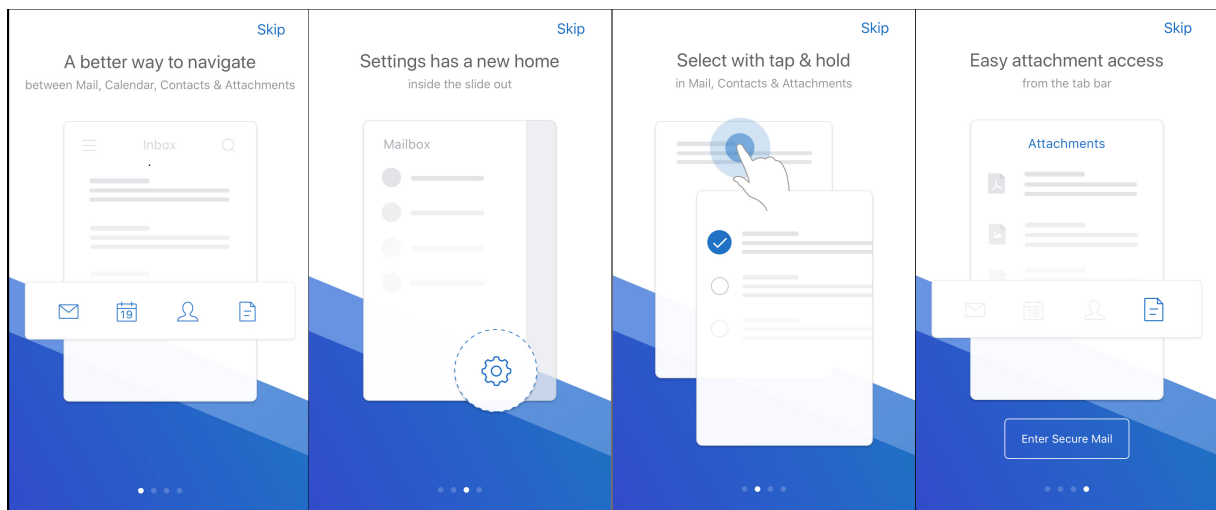 Skip
A better way to navigate
between Mail, Calendar, Contacts & Attachments
Inbox
19
Skip
Settings has a new home
inside the slide out
Mailbox
Skip
Select with tap & hold
in Mail, Contacts & Attachments
Skip
Easy attachment access
from the tab bar
Attachments
19
Enter Secure Mail